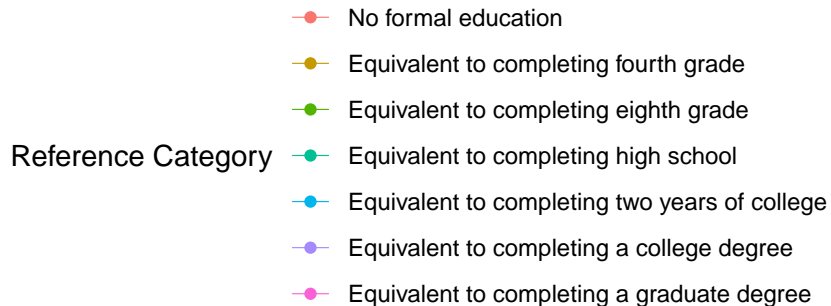 No formal education
Equivalent to completing fourth grade
Equivalent to completing eighth grade
Reference Category
Equivalent to completing high school
Equivalent to completing two years of college
Equivalent to completing a college degree
Equivalent to completing a graduate degree